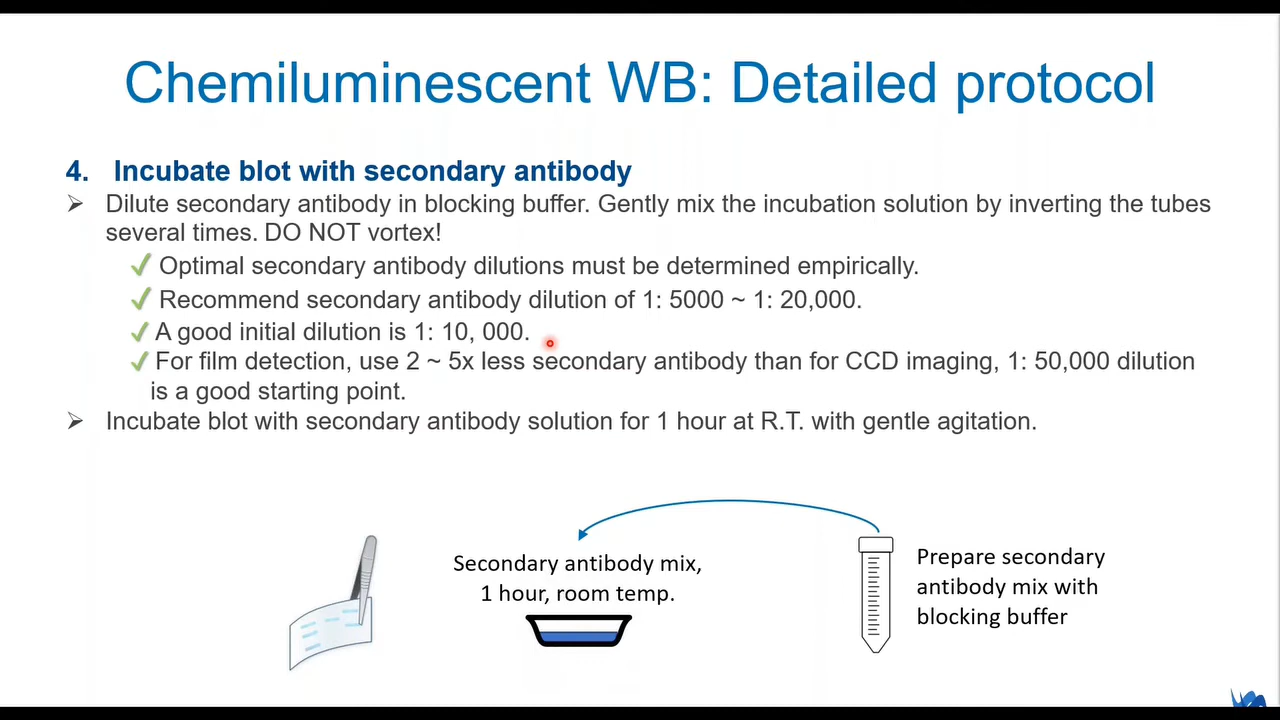 Chemiluminescent WB: Detailed protocol
4. Incubate blot with secondary antibody
Dilute secondary antibody in blocking buffer. Gently mix the incubation solution by inverting the tubes
several times. DO NOT vortex!
Optimal secondary antibody dilutions must be determined empirically.
Recommend secondary antibody dilution of 1: 5000 ~ 1: 20,000.
A good initial dilution is 1: 10, 000.
For film detection, use 2 ~ 5x less secondary antibody than for CCD imaging, 1: 50,000 dilution
is a good starting point.
Incubate blot with secondary antibody solution for 1 hour at R.T. with gentle agitation.
Secondary antibody mix,
1 hour, room temp.
Prepare secondary
antibody mix with
blocking buffer